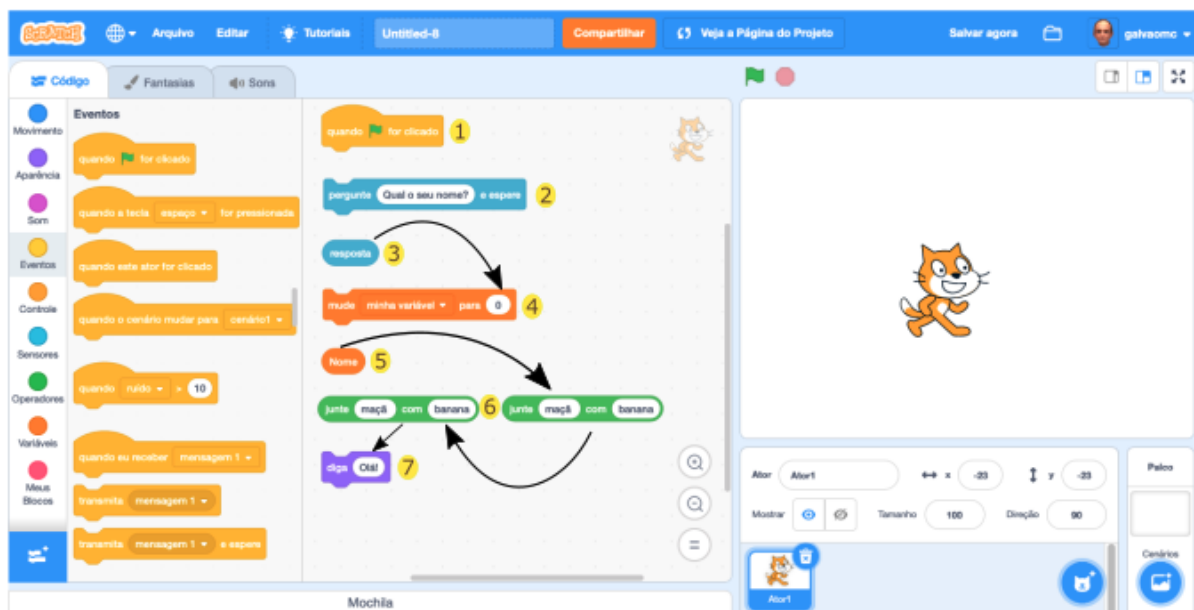 SCRATCH Arquivo Editar Tutoriais Untitled-8 Compartilhar Veja a Página do Projeto Salvar agora galvaomc
Código Fantasias Sons
Movimento
Aparência
Som
Eventos
Controle
Sensores
Operadores
Variáveis
Meus
Blocos
Eventos
quando for clicado
quando a tecla espaço for pressionada
quando este ator for clicado
quando o cenário mudar para cenário1
quando ruído > 10
quando eu receber mensagem 1
transmita mensagem 1
transmita mensagem 1 e espere
quando for clicado 1
pergunte Qual o seu nome? e espere 2
resposta 3
mude minha variável para 0 4
Nome 5
junte maçã com banana 6 junte maçã com banana
diga Olá! 7
Mochila
Ator Ator1 x -23 y -23
Mostrar Tamanho 100 Direção 90
Ator1
Palco
Cenários